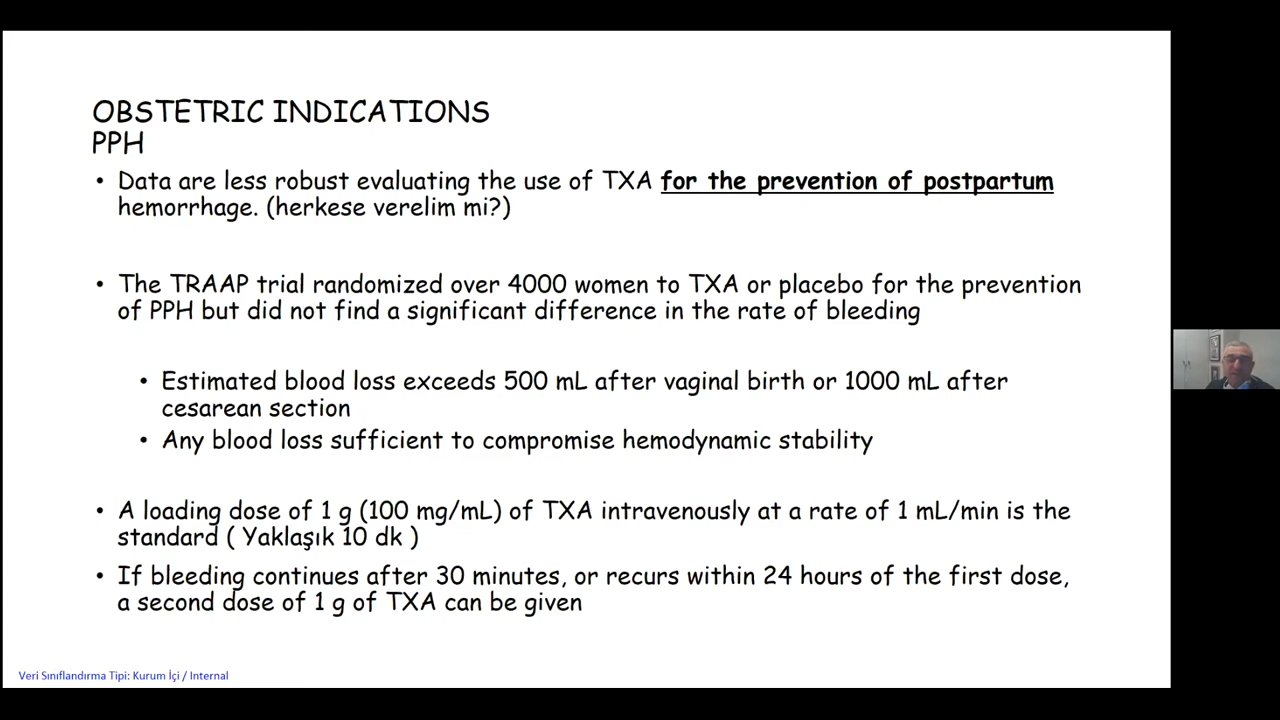 OBSTETRIC INDICATIONS
PPH
• Data are less robust evaluating the use of TXA for the prevention of postpartum
hemorrhage. (herkese verelim mi?)
• The TRAAP trial randomized over 4000 women to TXA or placebo for the prevention
of PPH but did not find a significant difference in the rate of bleeding
• Estimated blood loss exceeds 500 mL after vaginal birth or 1000 mL after
cesarean section
• Any blood loss sufficient to compromise hemodynamic stability
• A loading dose of 1 g (100 mg/mL) of TXA intravenously at a rate of 1 mL/min is the
standard ( Yaklaşık 10 dk )
• If bleeding continues after 30 minutes, or recurs within 24 hours of the first dose,
a second dose of 1 g of TXA can be given
Veri Sınıflandırma Tipi: Kurum İçi / Internal